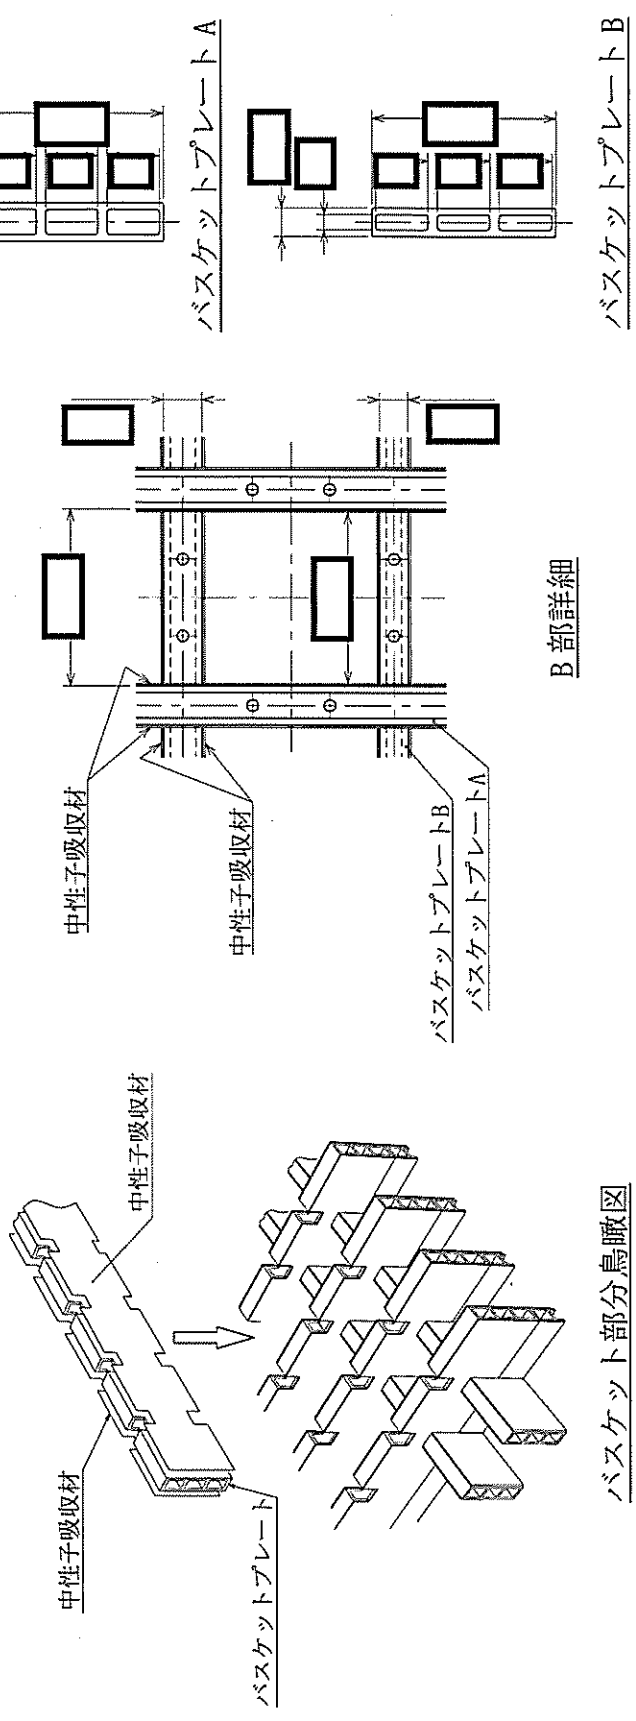 中性子吸収材
中性子吸収材
バスケットプレート
バスケット部分鳥瞰図
中性子吸収材
中性子吸収材
バスケットプレートB
バスケットプレートA
B部詳細
バスケットプレートA
バスケットプレートB